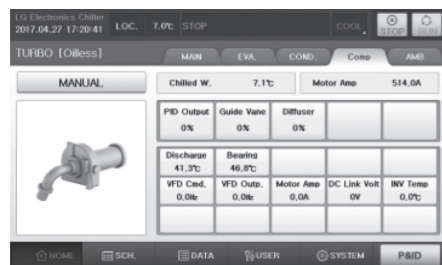 LG Electronics Chiller
2017.04.27 17:20:41
LOC.
7.0℃ STOP
COOL
STOP
RUN
TURBO [Oilless]
MAIN
EVA.
COND.
Comp
AMB
MANUAL
Chilled W. 7.1℃
Motor Amp 514.0A
PID Output Guide Vane Diffuser
0% 0% 0%
Discharge Bearing
41.3℃ 46.8℃
VFD Cmd. VFD Outp. Motor Amp DC Link Volt INV Temp
0.0Hz 0.0Hz 0.0A 0V 0.0℃
HOME SCH. DATA USER SYSTEM P&ID